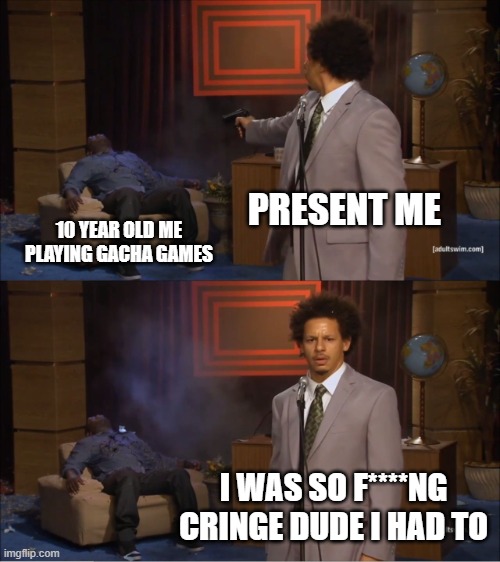 PRESENT ME
10 YEAR OLD ME
PLAYING GACHA GAMES
[adultswim.com]
I WAS SO F****NG
CRINGE DUDE I HAD TO
imgflip.com